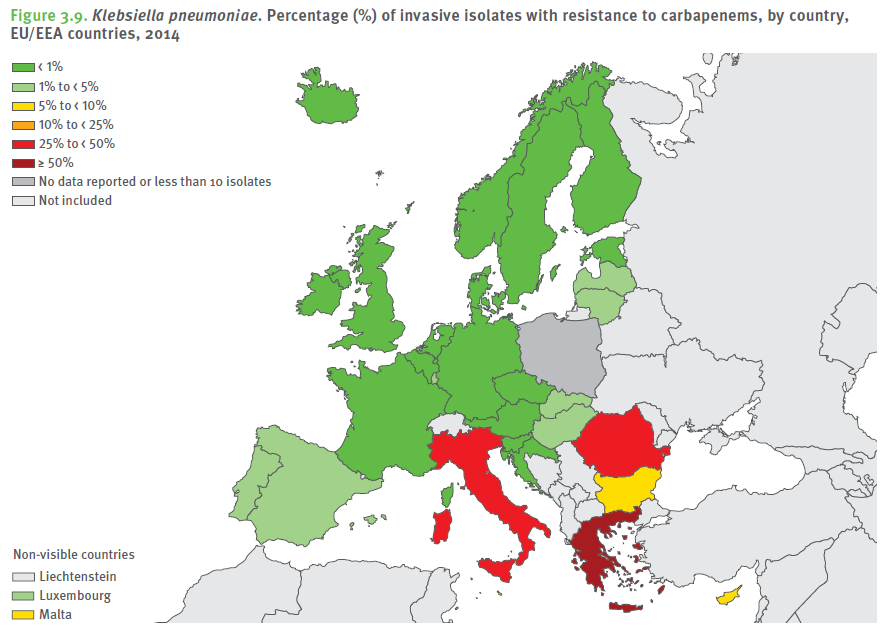 Figure 3.9. Klebsiella pneumoniae. Percentage (%) of invasive isolates with resistance to carbapenems, by country,
EU/EEA countries, 2014
< 1%
1% to < 5%
5% to < 10%
10% to < 25%
25% to < 50%
≥ 50%
No data reported or less than 10 isolates
Not included
Non-visible countries
Liechtenstein
Luxembourg
Malta